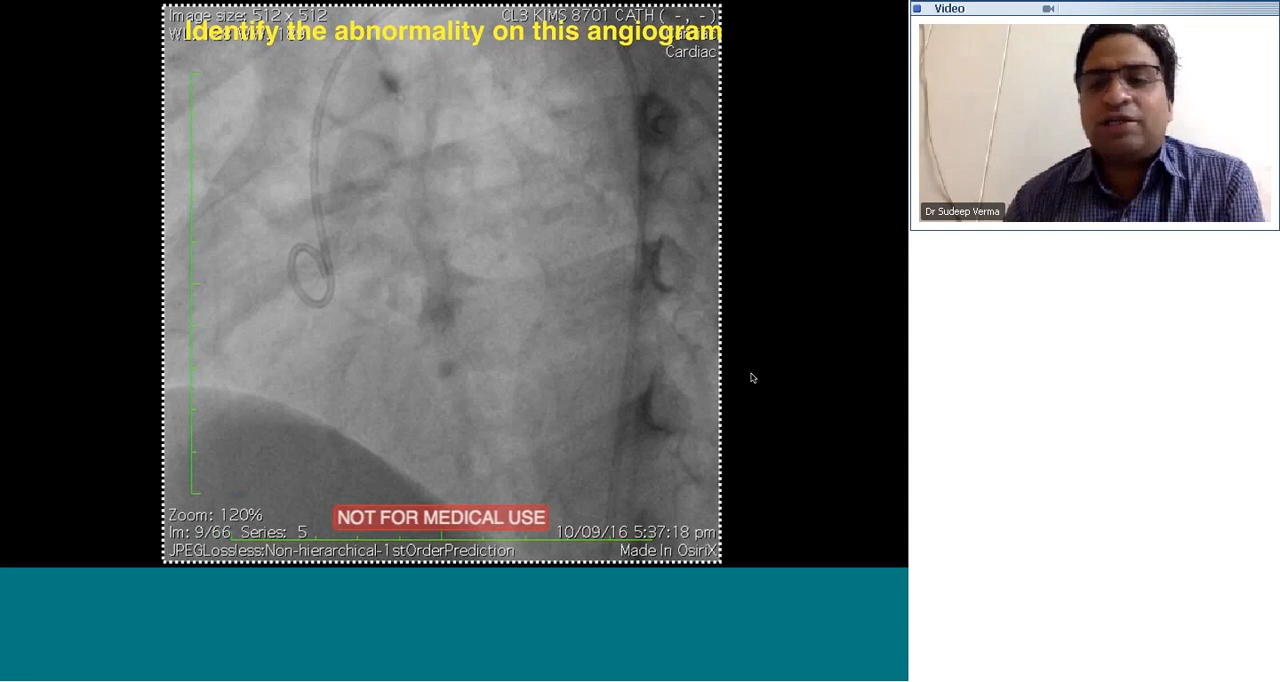 Image size: 512 x 512
CL3 KIMS 8701 CATH ( -, - )
Identify the abnormality on this angiogram
Cardiac
Zoom: 120%
NOT FOR MEDICAL USE
Im: 9/66 Series: 5
10/09/16 5:37:18 pm
JPEGLossless:Non-hierarchical-1stOrderPrediction
Made In OsiriX
Video
Dr Sudeep Verma